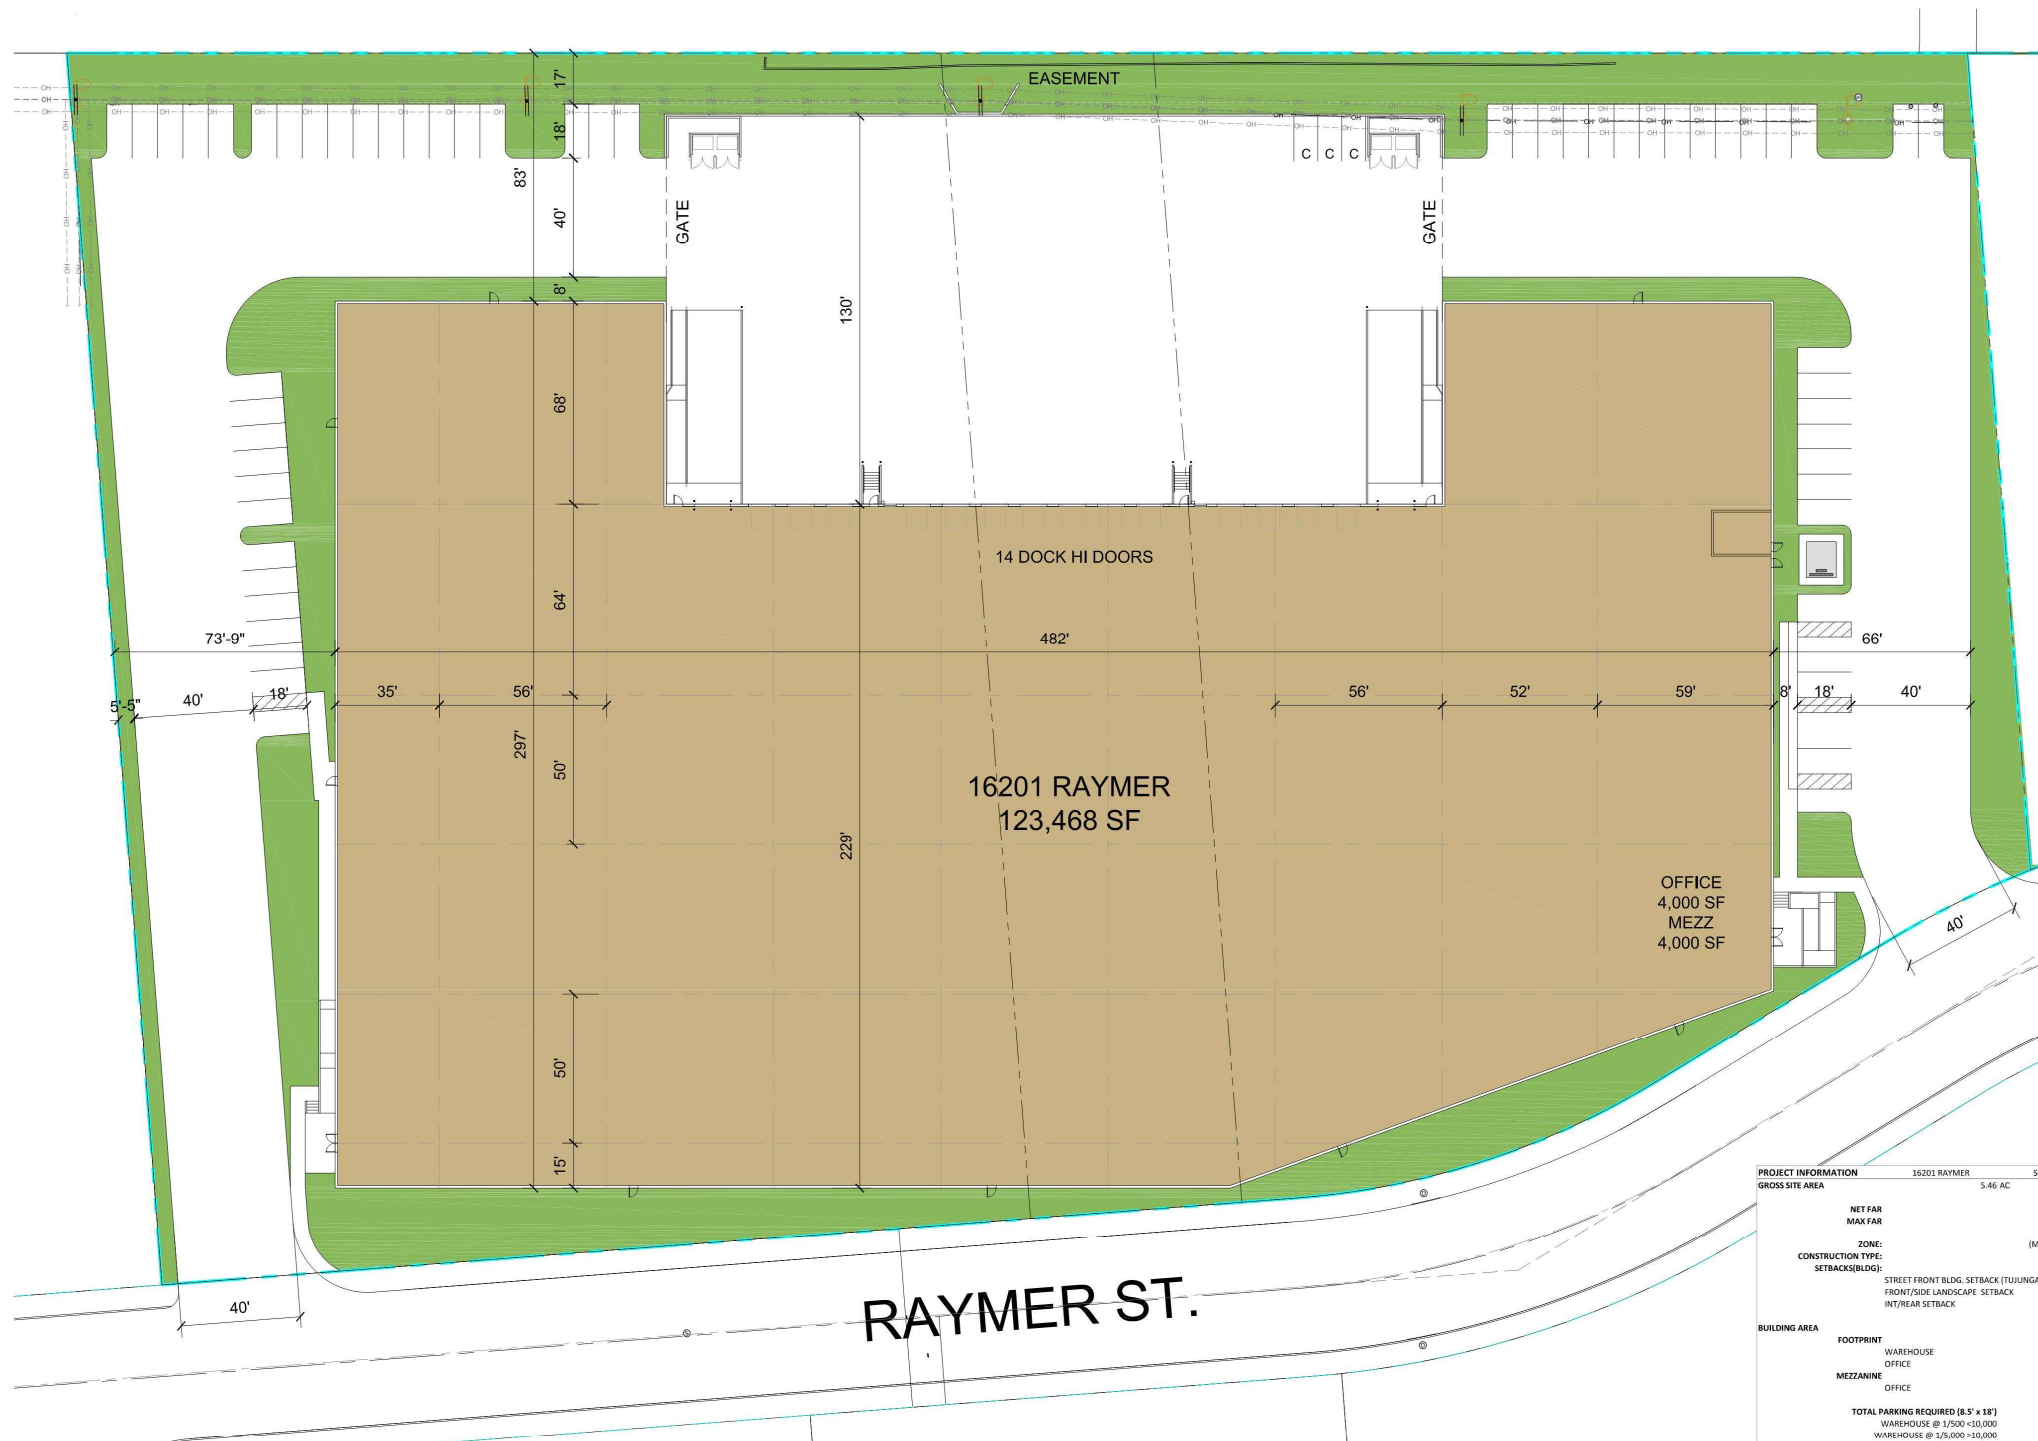 EASEMENT
17'
18'
83'
40'
8'
GATE
GATE
C C C
130'
68'
14 DOCK HI DOORS
64'
73'-9"
482'
66'
5'-5"
40'
18'
35'
56'
56'
52'
59'
8'
18'
40'
297'
50'
16201 RAYMER
123,468 SF
229'
OFFICE
4,000 SF
MEZZ
4,000 SF
40'
50'
15'
40'
RAYMER ST.
PROJECT INFORMATION 16201 RAYMER S
GROSS SITE AREA 5.46 AC
NET FAR
MAX FAR
ZONE: (M
CONSTRUCTION TYPE:
SETBACKS(BLDG):
STREET FRONT BLDG. SETBACK (TUJUNGA
FRONT/SIDE LANDSCAPE SETBACK
INT/REAR SETBACK
BUILDING AREA
FOOTPRINT
WAREHOUSE
OFFICE
MEZZANINE
OFFICE
TOTAL PARKING REQUIRED (8.5' x 18')
WAREHOUSE @ 1/500 <10,000
WAREHOUSE @ 1/5,000 >10,000